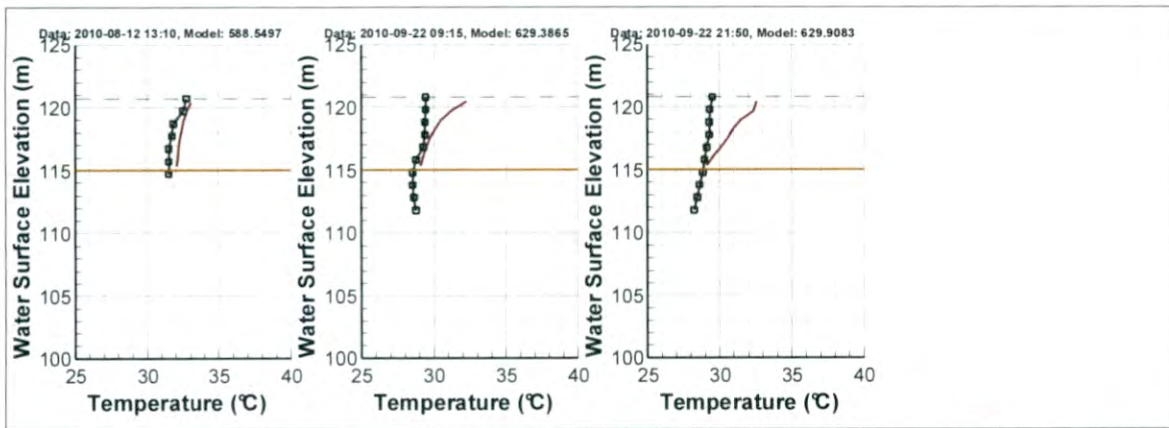 Data: 2010-08-12 13:10, Model: 588.5497
Data: 2010-09-22 09:15, Model: 629.3865
Data: 2010-09-22 21:50, Model: 629.9083
Water Surface Elevation (m)
125
120
115
110
105
100
25 30 35 40
Temperature (°C)
Water Surface Elevation (m)
125
120
115
110
105
100
25 30 35 40
Temperature (°C)
Water Surface Elevation (m)
125
120
115
110
105
100
25 30 35 40
Temperature (°C)